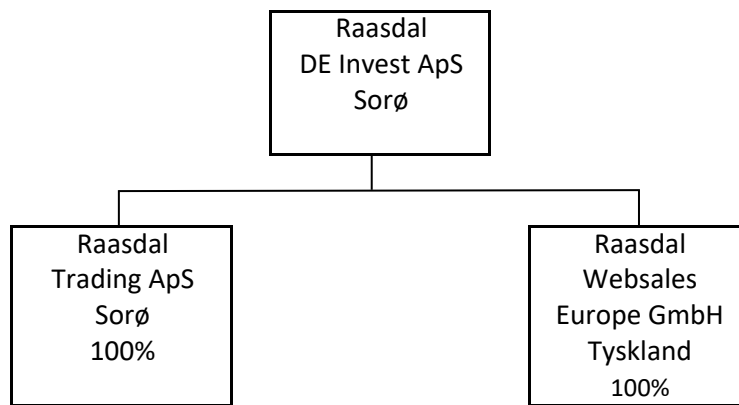 Raasdal
DE Invest ApS
Sorø
Raasdal
Trading ApS
Sorø
100%
Raasdal
Websales
Europe GmbH
Tyskland
100%